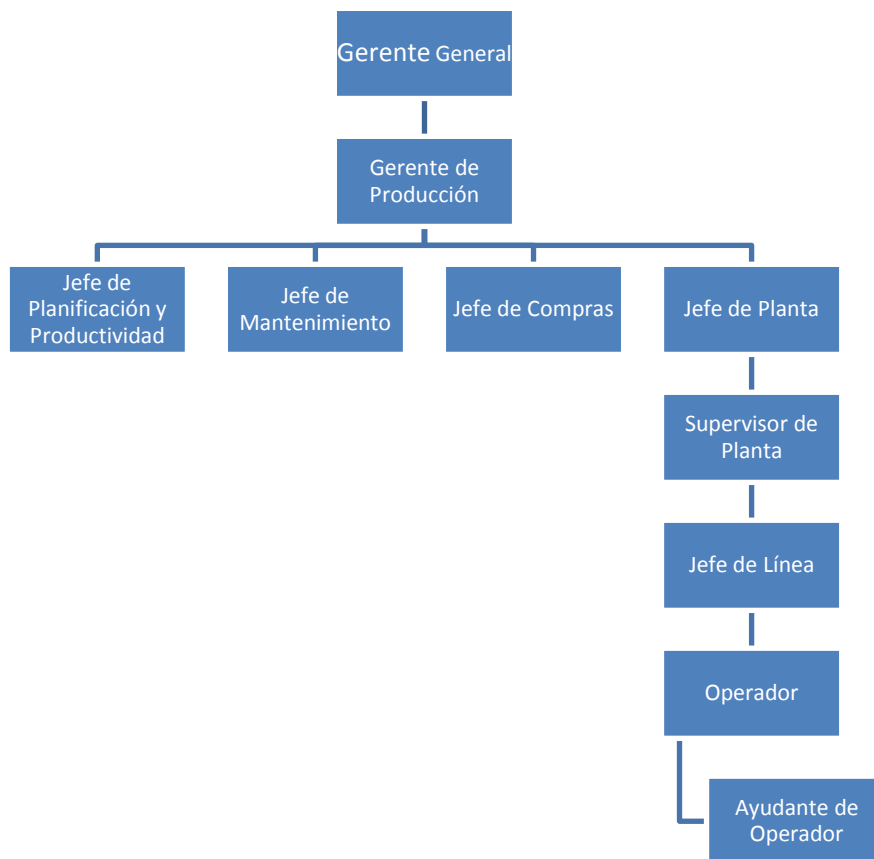 Gerente General
Gerente de
Producción
Jefe de
Planificación y
Productividad
Jefe de
Mantenimiento
Jefe de Compras
Jefe de Planta
Supervisor de
Planta
Jefe de Línea
Operador
Ayudante de
Operador